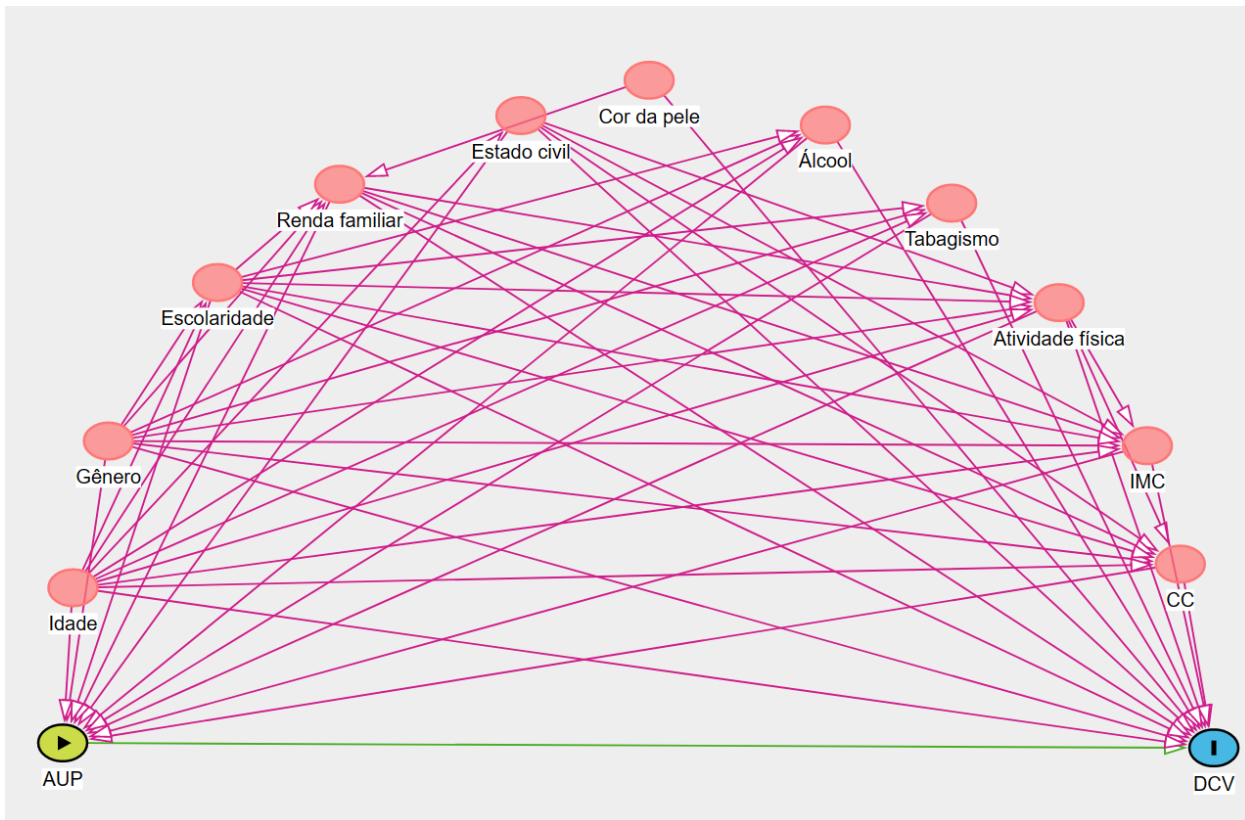 Cor da pele
Estado civil
Álcool
Renda familiar
Tabagismo
Escolaridade
Atividade física
Gênero
IMC
Idade
CC
AUP
DCV